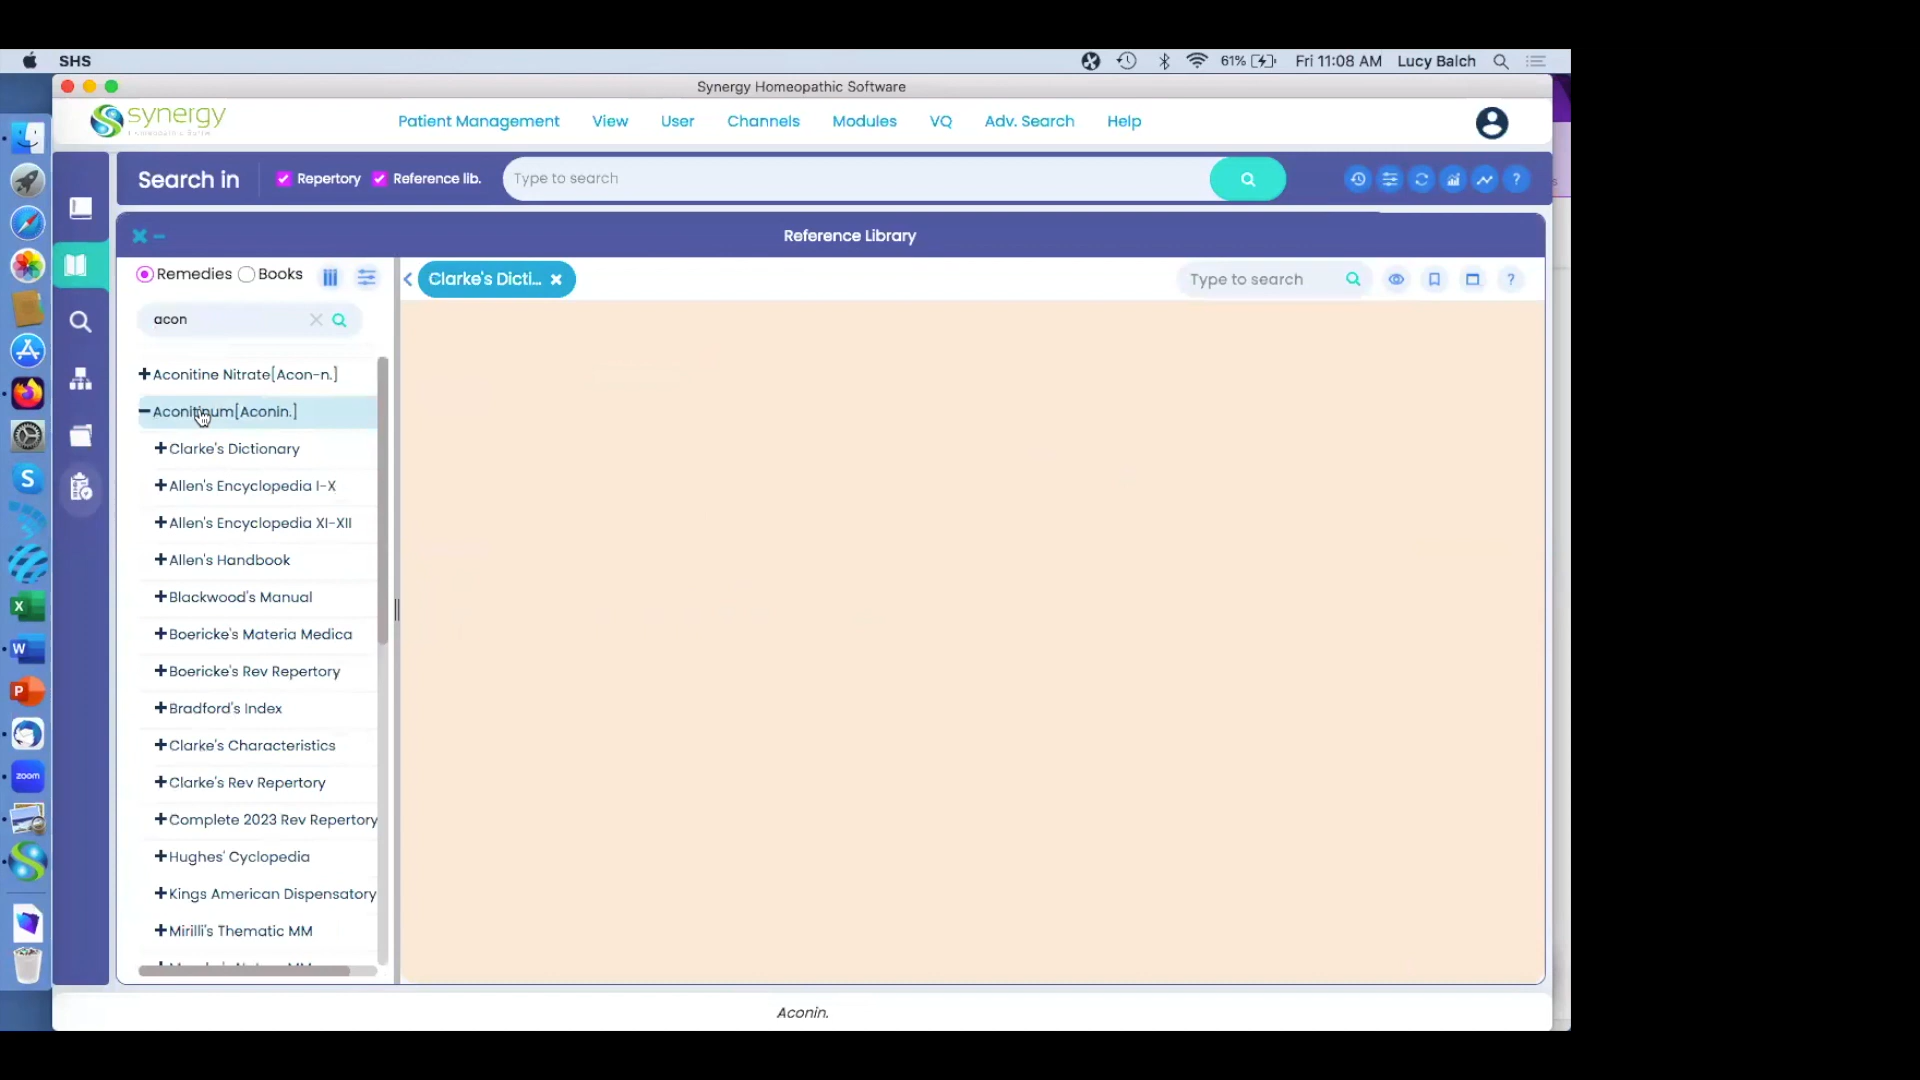 SHS
61%
Fri 11:08 AM
Lucy Balch
Synergy Homeopathic Software
synergy
Patient Management
View
User
Channels
Modules
VQ
Adv. Search
Help
Search in
Repertory
Reference lib.
Type to search
?
Reference Library
Remedies
Books
Clarke's Dicti...
Type to search
?
acon
Aconitine Nitrate[Acon-n.]
Aconitinum[Aconin.]
Clarke's Dictionary
Allen's Encyclopedia I-X
Allen's Encyclopedia XI-XII
Allen's Handbook
Blackwood's Manual
Boericke's Materia Medica
Boericke's Rev Repertory
Bradford's Index
Clarke's Characteristics
Clarke's Rev Repertory
Complete 2023 Rev Repertory
Hughes' Cyclopedia
Kings American Dispensatory
Mirilli's Thematic MM
Aconin.
S
X
W
P
zoom